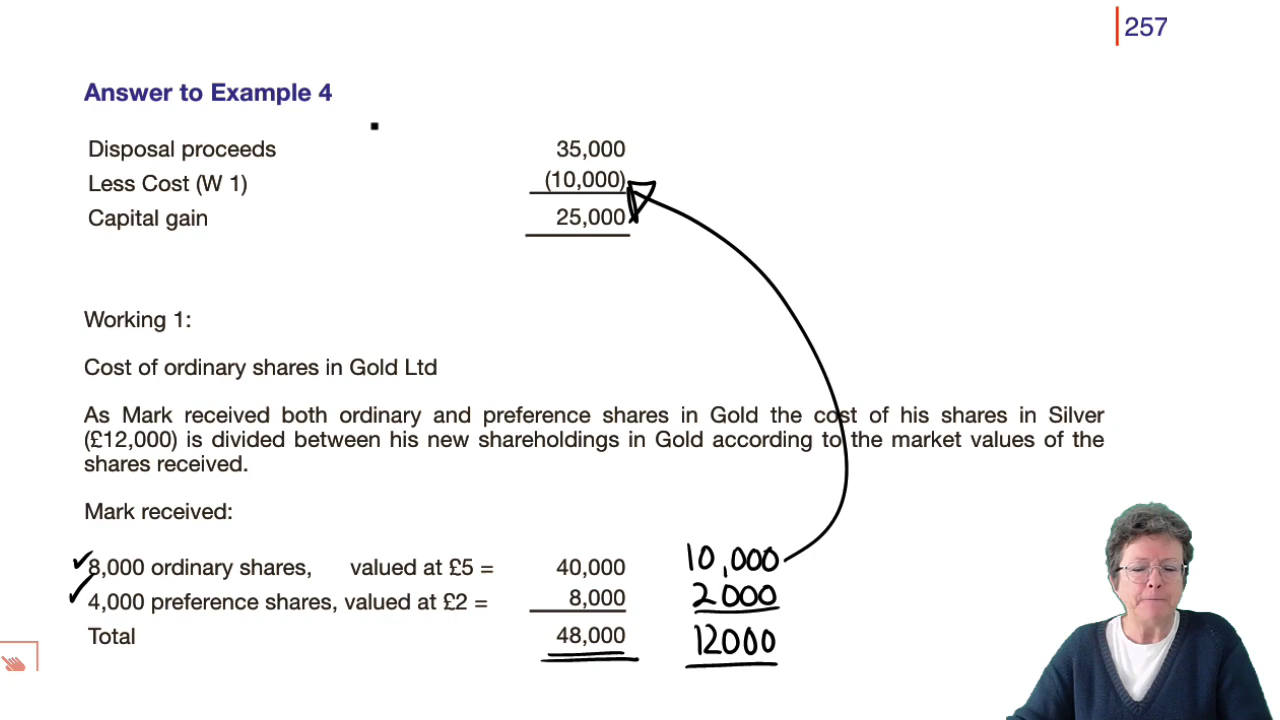 257
Answer to Example 4
Disposal proceeds 35,000
Less Cost (W 1) (10,000)
Capital gain 25,000
Working 1:
Cost of ordinary shares in Gold Ltd
As Mark received both ordinary and preference shares in Gold the cost of his shares in Silver
(£12,000) is divided between his new shareholdings in Gold according to the market values of the
shares received.
Mark received:
8,000 ordinary shares, valued at £5 = 40,000 10,000
4,000 preference shares, valued at £2 = 8,000 2000
Total 48,000 12000